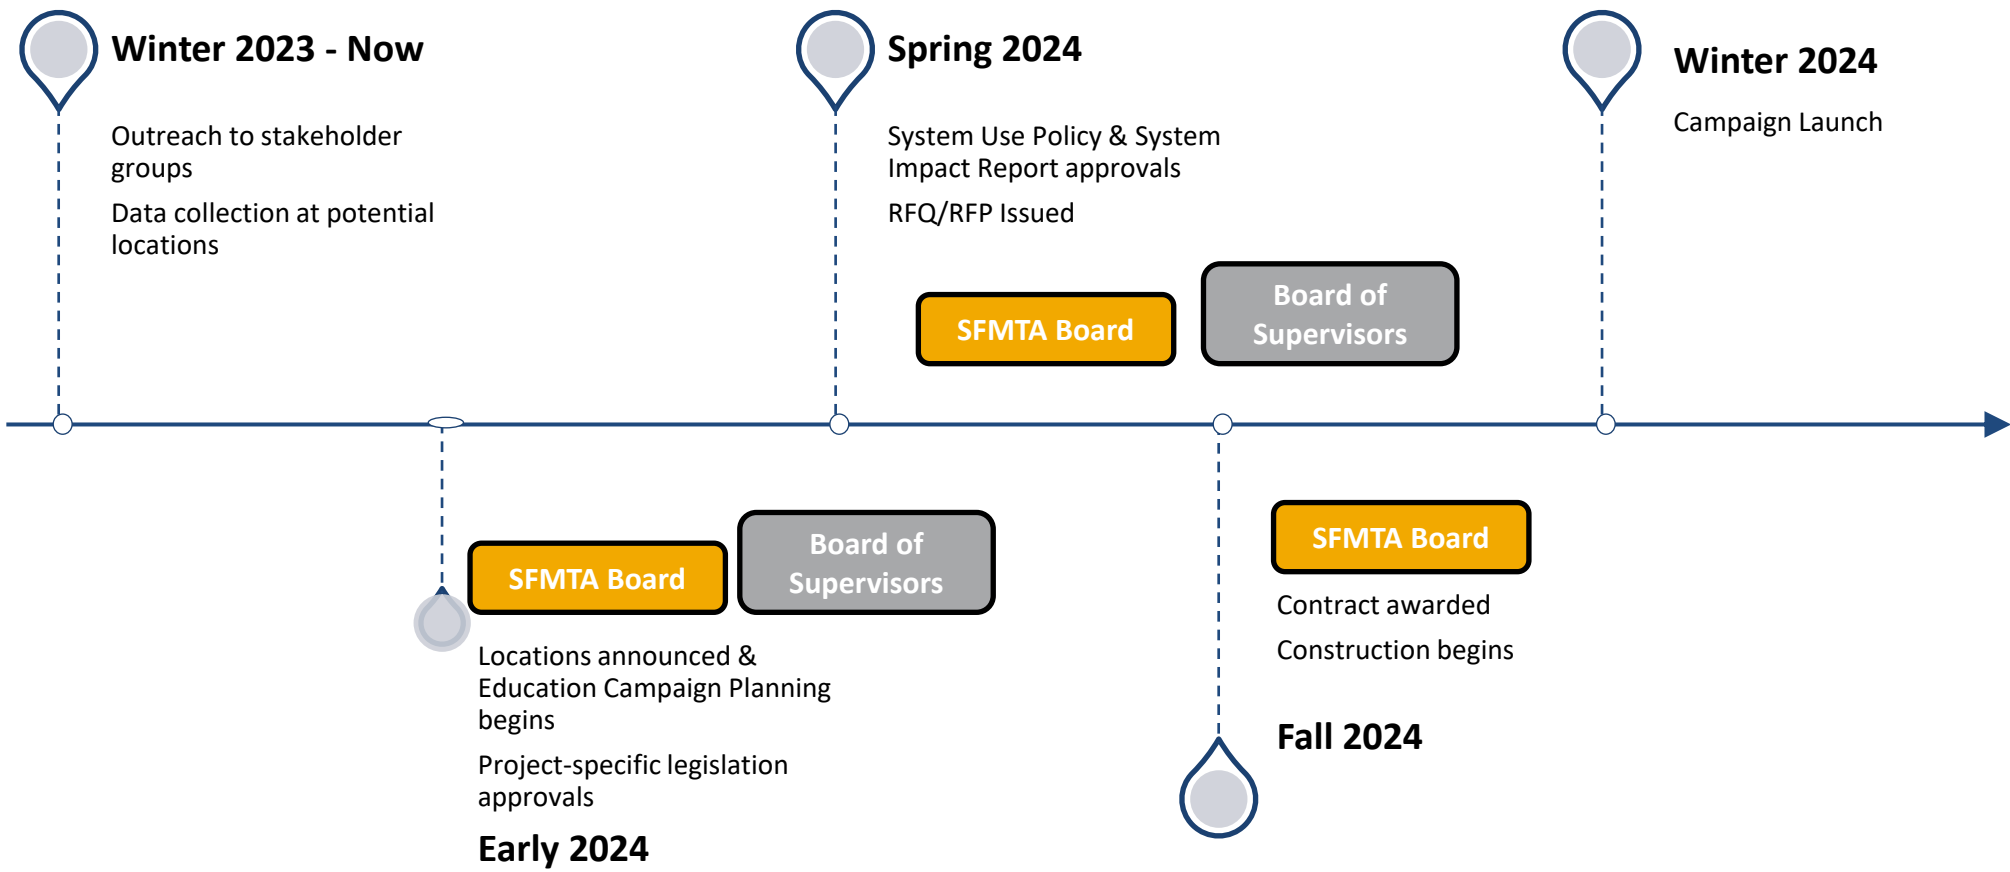 Winter 2023 - Now
Outreach to stakeholder
groups
Data collection at potential
locations
SFMTA Board
Board of
Supervisors
Locations announced &
Education Campaign Planning
begins
Project-specific legislation
approvals
Early 2024
Spring 2024
System Use Policy & System
Impact Report approvals
RFQ/RFP Issued
SFMTA Board
Board of
Supervisors
SFMTA Board
Contract awarded
Construction begins
Fall 2024
Winter 2024
Campaign Launch